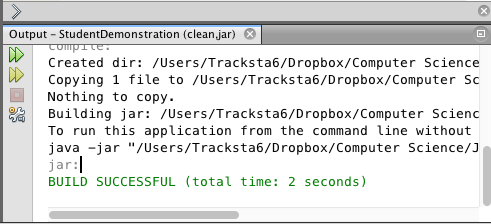 Output - StudentDemonstration (clean,jar)
compile:
Created dir: /Users/Tracksta6/Dropbox/Computer Science
Copying 1 file to /Users/Tracksta6/Dropbox/Computer Sc
Nothing to copy.
Building jar: /Users/Tracksta6/Dropbox/Computer Scienc
To run this application from the command line without
java -jar "/Users/Tracksta6/Dropbox/Computer Science/J
jar:
BUILD SUCCESSFUL (total time: 2 seconds)